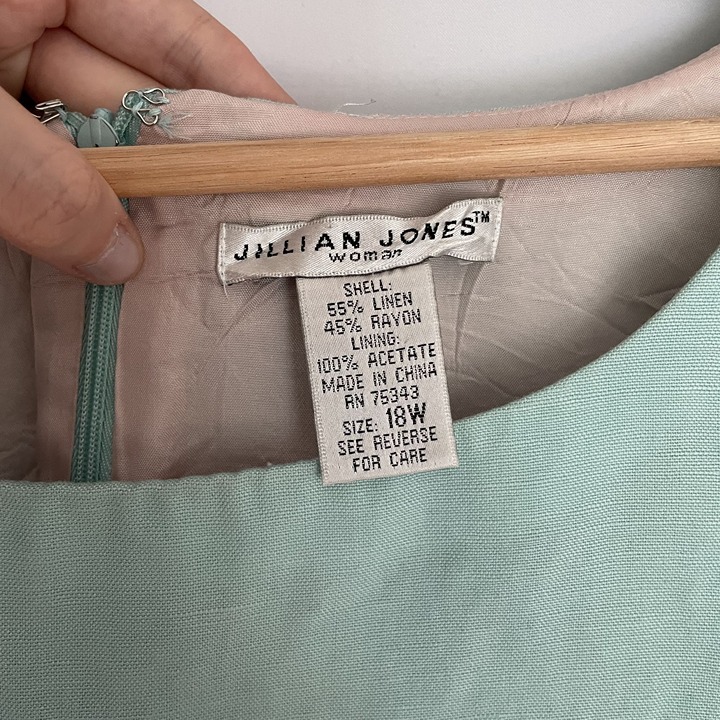 JILLIAN JONES™
woman
SHELL:
55% LINEN
45% RAYON
LINING:
100% ACETATE
MADE IN CHINA
RN 75343
SIZE: 18W
SEE REVERSE
FOR CARE